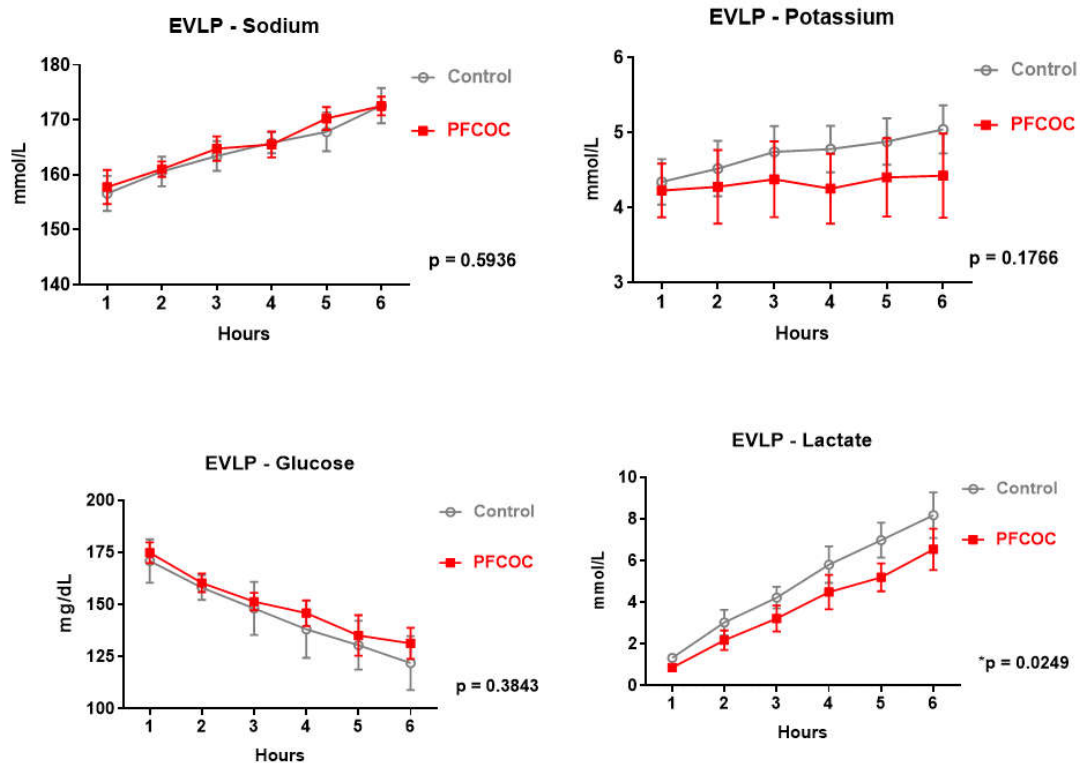 EVLP - Sodium
180
170
160
150
140
mmol/L
1 2 3 4 5 6
Hours
Control
PFCOC
p = 0.5936
EVLP - Potassium
6
5
4
3
mmol/L
1 2 3 4 5 6
Hours
Control
PFCOC
p = 0.1766
EVLP - Glucose
200
175
150
125
100
mg/dL
1 2 3 4 5 6
Hours
Control
PFCOC
p = 0.3843
EVLP - Lactate
10
8
6
4
2
0
mmol/L
1 2 3 4 5 6
Hours
Control
PFCOC
*p = 0.0249